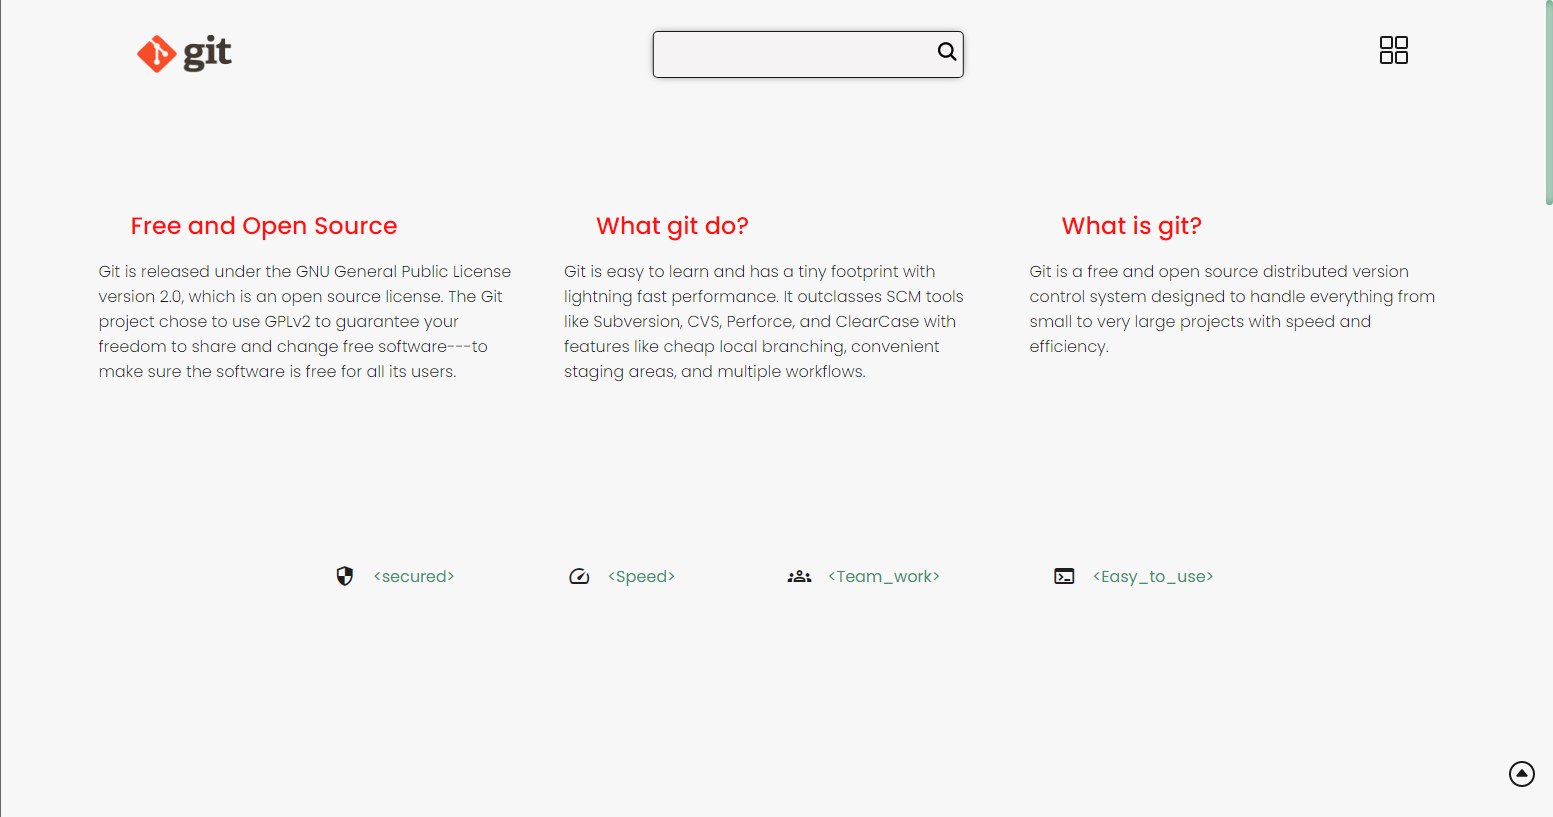 git
Free and Open Source
Git is released under the GNU General Public License
version 2.0, which is an open source license. The Git
project chose to use GPLv2 to guarantee your
freedom to share and change free software---to
make sure the software is free for all its users.
What git do?
Git is easy to learn and has a tiny footprint with
lightning fast performance. It outclasses SCM tools
like Subversion, CVS, Perforce, and ClearCase with
features like cheap local branching, convenient
staging areas, and multiple workflows.
What is git?
Git is a free and open source distributed version
control system designed to handle everything from
small to very large projects with speed and
efficiency.
<secured>
<Speed>
<Team_work>
<Easy_to_use>